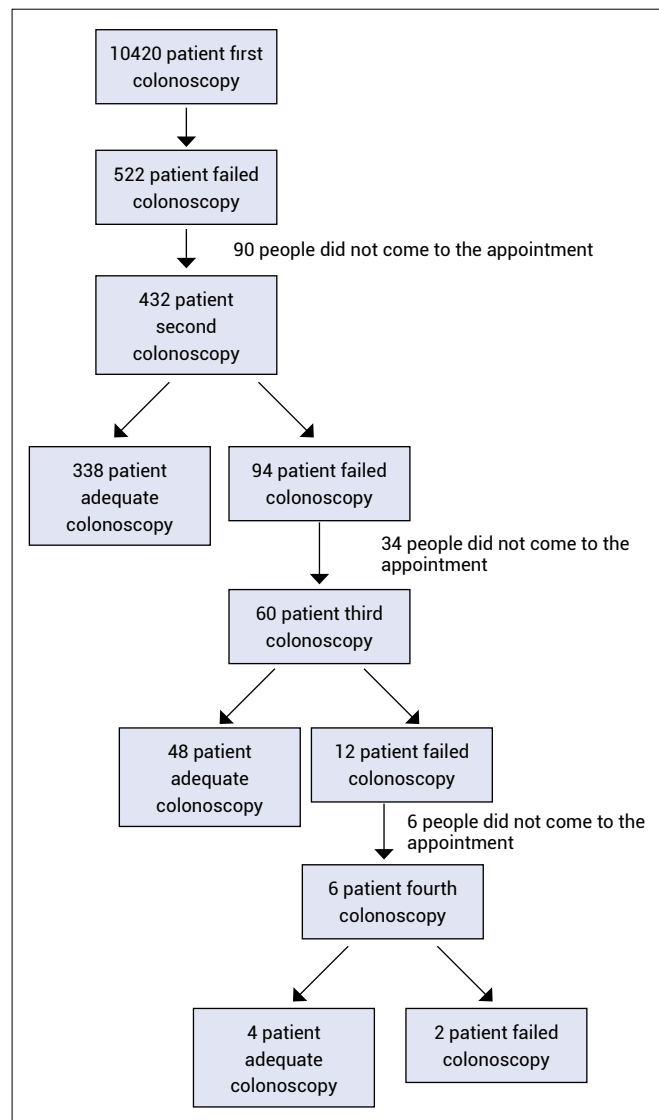 10420 patient first
colonoscopy
522 patient failed
colonoscopy
90 people did not come to the appointment
432 patient
second
colonoscopy
338 patient
adequate
colonoscopy
94 patient failed
colonoscopy
34 people did not come to the
appointment
60 patient third
colonoscopy
48 patient
adequate
colonoscopy
12 patient failed
colonoscopy
6 people did not come to the
appointment
6 patient fourth
colonoscopy
4 patient
adequate
colonoscopy
2 patient failed
colonoscopy